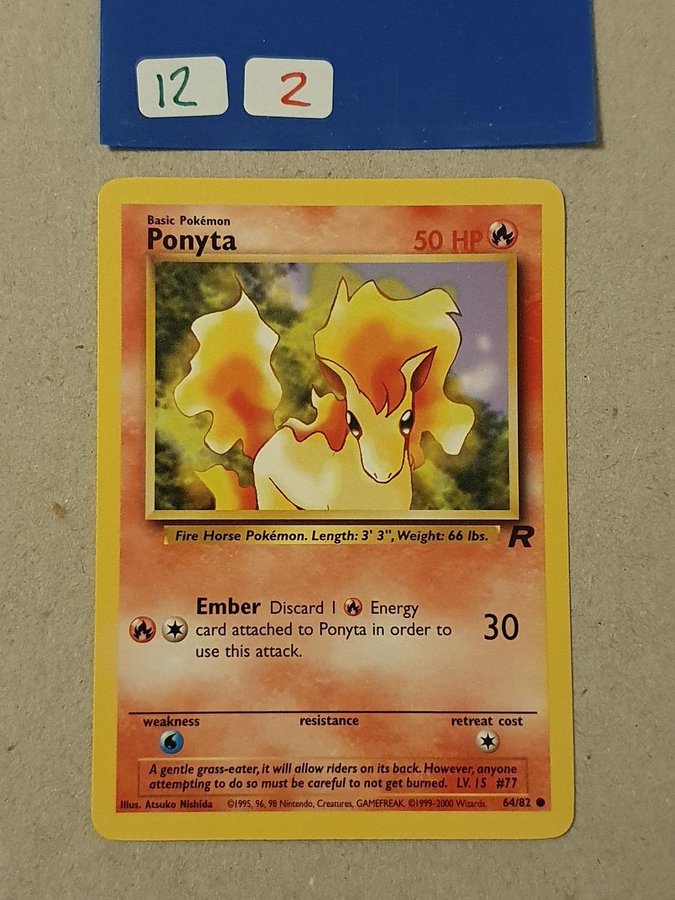 12 2
Basic Pokémon
Ponyta 50 HP
Fire Horse Pokémon. Length: 3' 3", Weight: 66 lbs.
R
Ember Discard 1 Energy
card attached to Ponyta in order to
use this attack.
30
weakness resistance retreat cost
A gentle grass-eater, it will allow riders on its back. However, anyone
attempting to do so must be careful to not get burned. LV. 15 #77
Illus. Atsuko Nishida ©1995, 96, 98 Nintendo, Creatures, GAMEFREAK. ©1999-2000 Wizards. 64/82